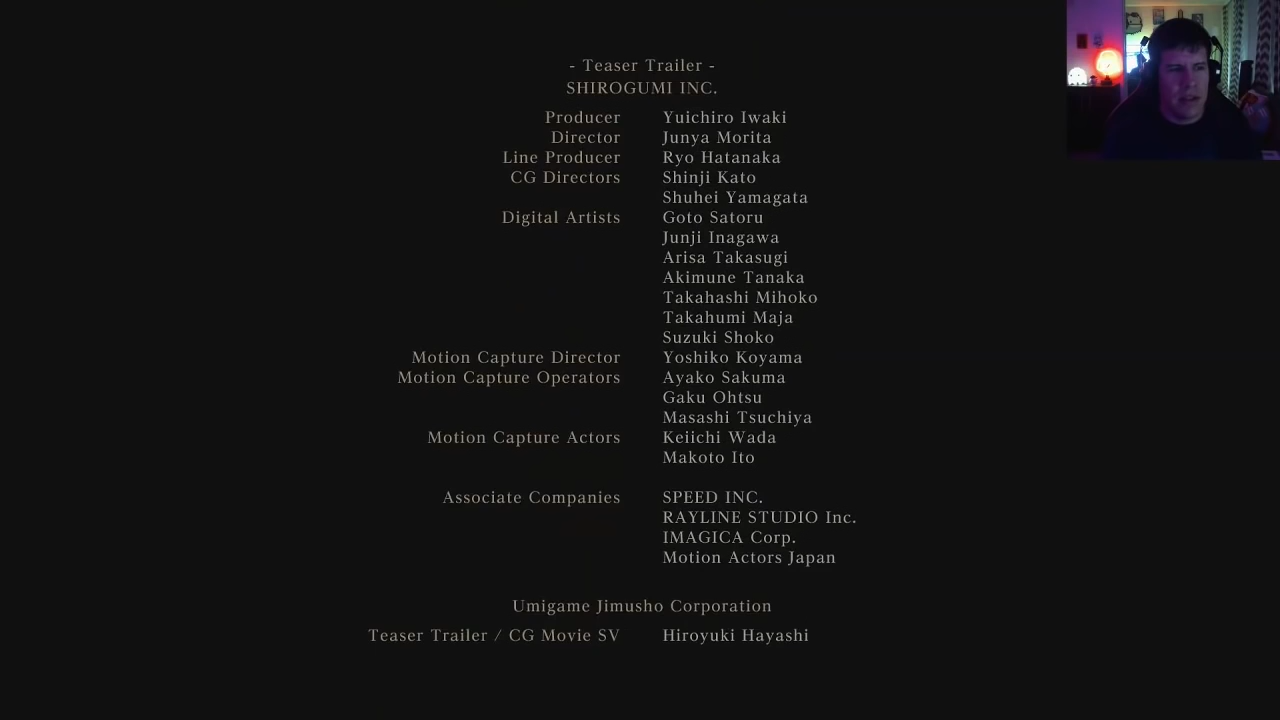 - Teaser Trailer -
SHIROGUMI INC.
Producer Yuichiro Iwaki
Director Junya Morita
Line Producer Ryo Hatanaka
CG Directors Shinji Kato
Shuhei Yamagata
Digital Artists Goto Satoru
Junji Inagawa
Arisa Takasugi
Akimune Tanaka
Takahashi Mihoko
Takahumi Maja
Suzuki Shoko
Motion Capture Director Yoshiko Koyama
Motion Capture Operators Ayako Sakuma
Gaku Ohtsu
Masashi Tsuchiya
Motion Capture Actors Keiichi Wada
Makoto Ito
Associate Companies SPEED INC.
RAYLINE STUDIO Inc.
IMAGICA Corp.
Motion Actors Japan
Umigame Jimusho Corporation
Teaser Trailer / CG Movie SV Hiroyuki Hayashi